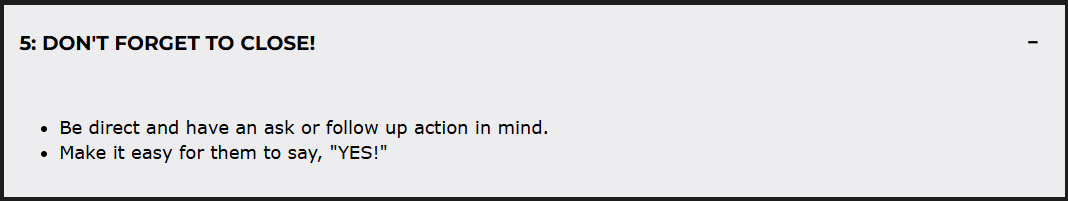 5: DON'T FORGET TO CLOSE!
–
• Be direct and have an ask or follow up action in mind.
• Make it easy for them to say, "YES!"